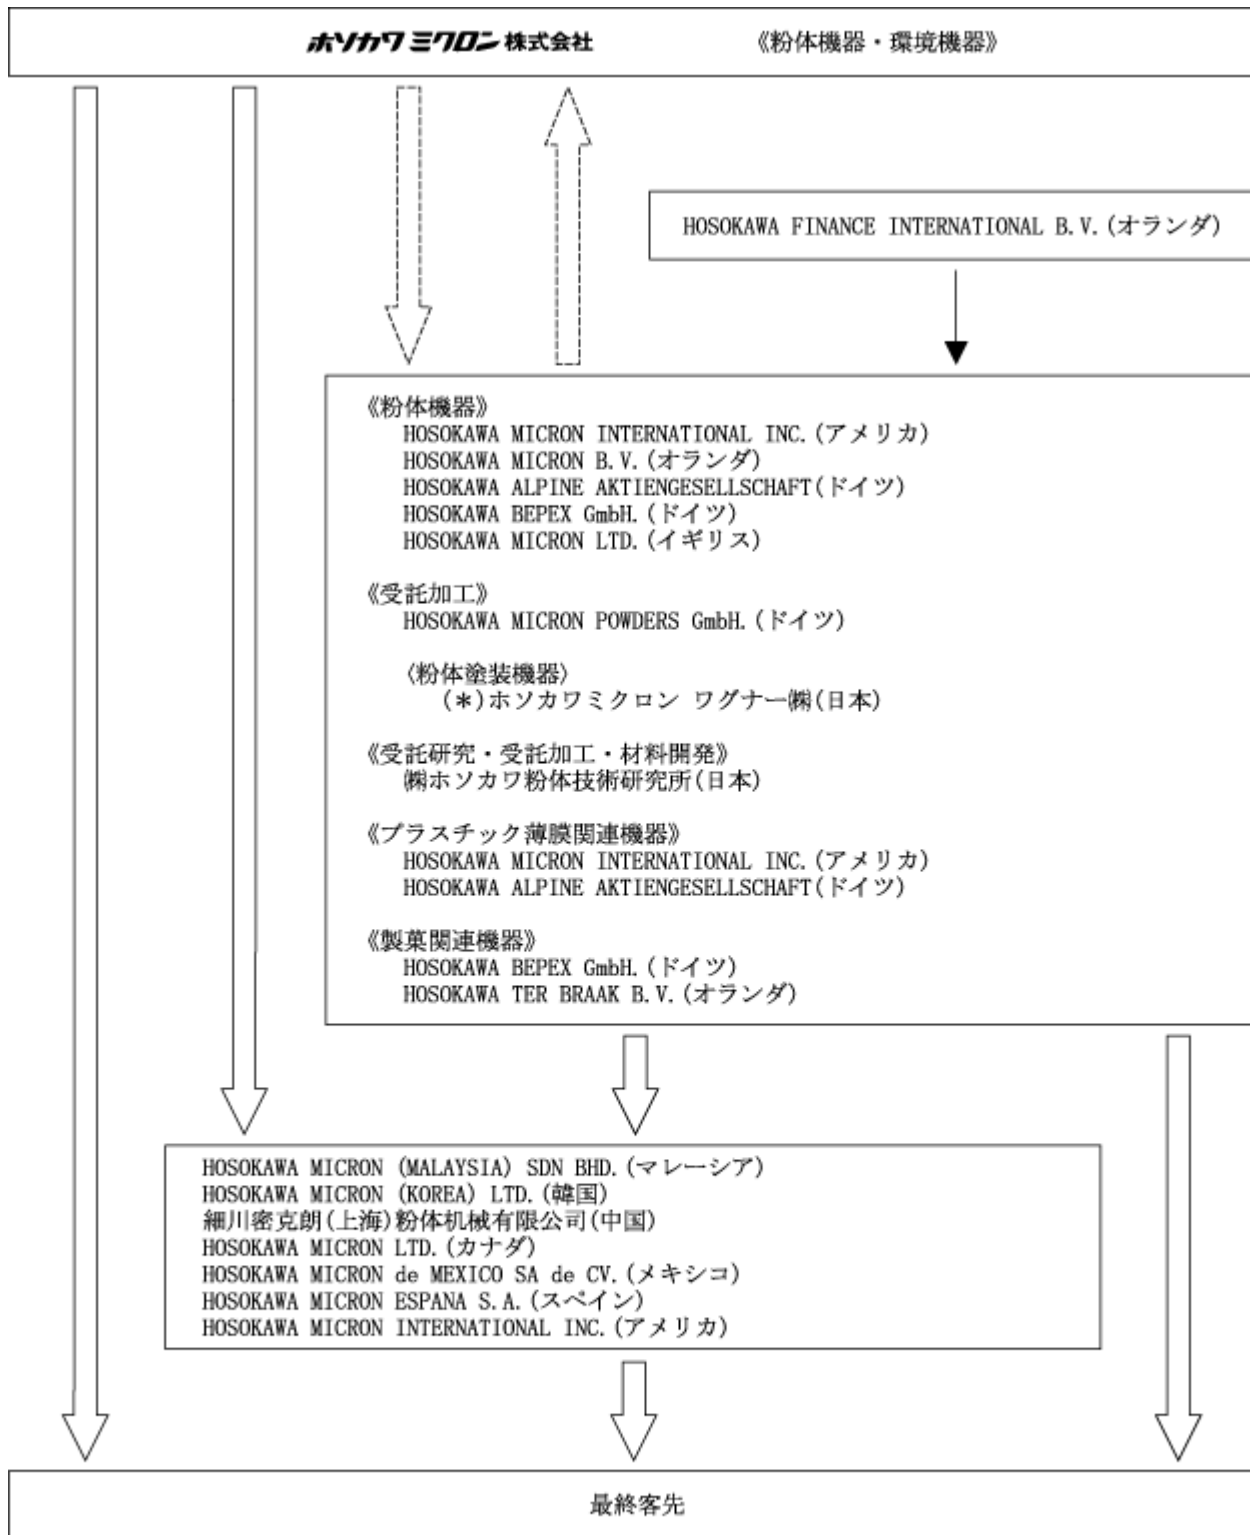 ホソカワミクロン株式会社 《粉体機器・環境機器》
HOSOKAWA FINANCE INTERNATIONAL B.V.(オランダ)
《粉体機器》
HOSOKAWA MICRON INTERNATIONAL INC.(アメリカ)
HOSOKAWA MICRON B.V.(オランダ)
HOSOKAWA ALPINE AKTIENGESELLSCHAFT(ドイツ)
HOSOKAWA BEPEX GmbH.(ドイツ)
HOSOKAWA MICRON LTD.(イギリス)
《受託加工》
HOSOKAWA MICRON POWDERS GmbH.(ドイツ)
〈粉体塗装機器〉
(*)ホソカワミクロン ワグナー㈱(日本)
《受託研究・受託加工・材料開発》
㈱ホソカワ粉体技術研究所(日本)
《プラスチック薄膜関連機器》
HOSOKAWA MICRON INTERNATIONAL INC.(アメリカ)
HOSOKAWA ALPINE AKTIENGESELLSCHAFT(ドイツ)
《製菓関連機器》
HOSOKAWA BEPEX GmbH.(ドイツ)
HOSOKAWA TER BRAAK B.V.(オランダ)
HOSOKAWA MICRON (MALAYSIA) SDN BHD.(マレーシア)
HOSOKAWA MICRON (KOREA) LTD.(韓国)
細川密克朗(上海)粉体机械有限公司(中国)
HOSOKAWA MICRON LTD.(カナダ)
HOSOKAWA MICRON de MEXICO SA de CV.(メキシコ)
HOSOKAWA MICRON ESPANA S.A.(スペイン)
HOSOKAWA MICRON INTERNATIONAL INC.(アメリカ)
最終客先